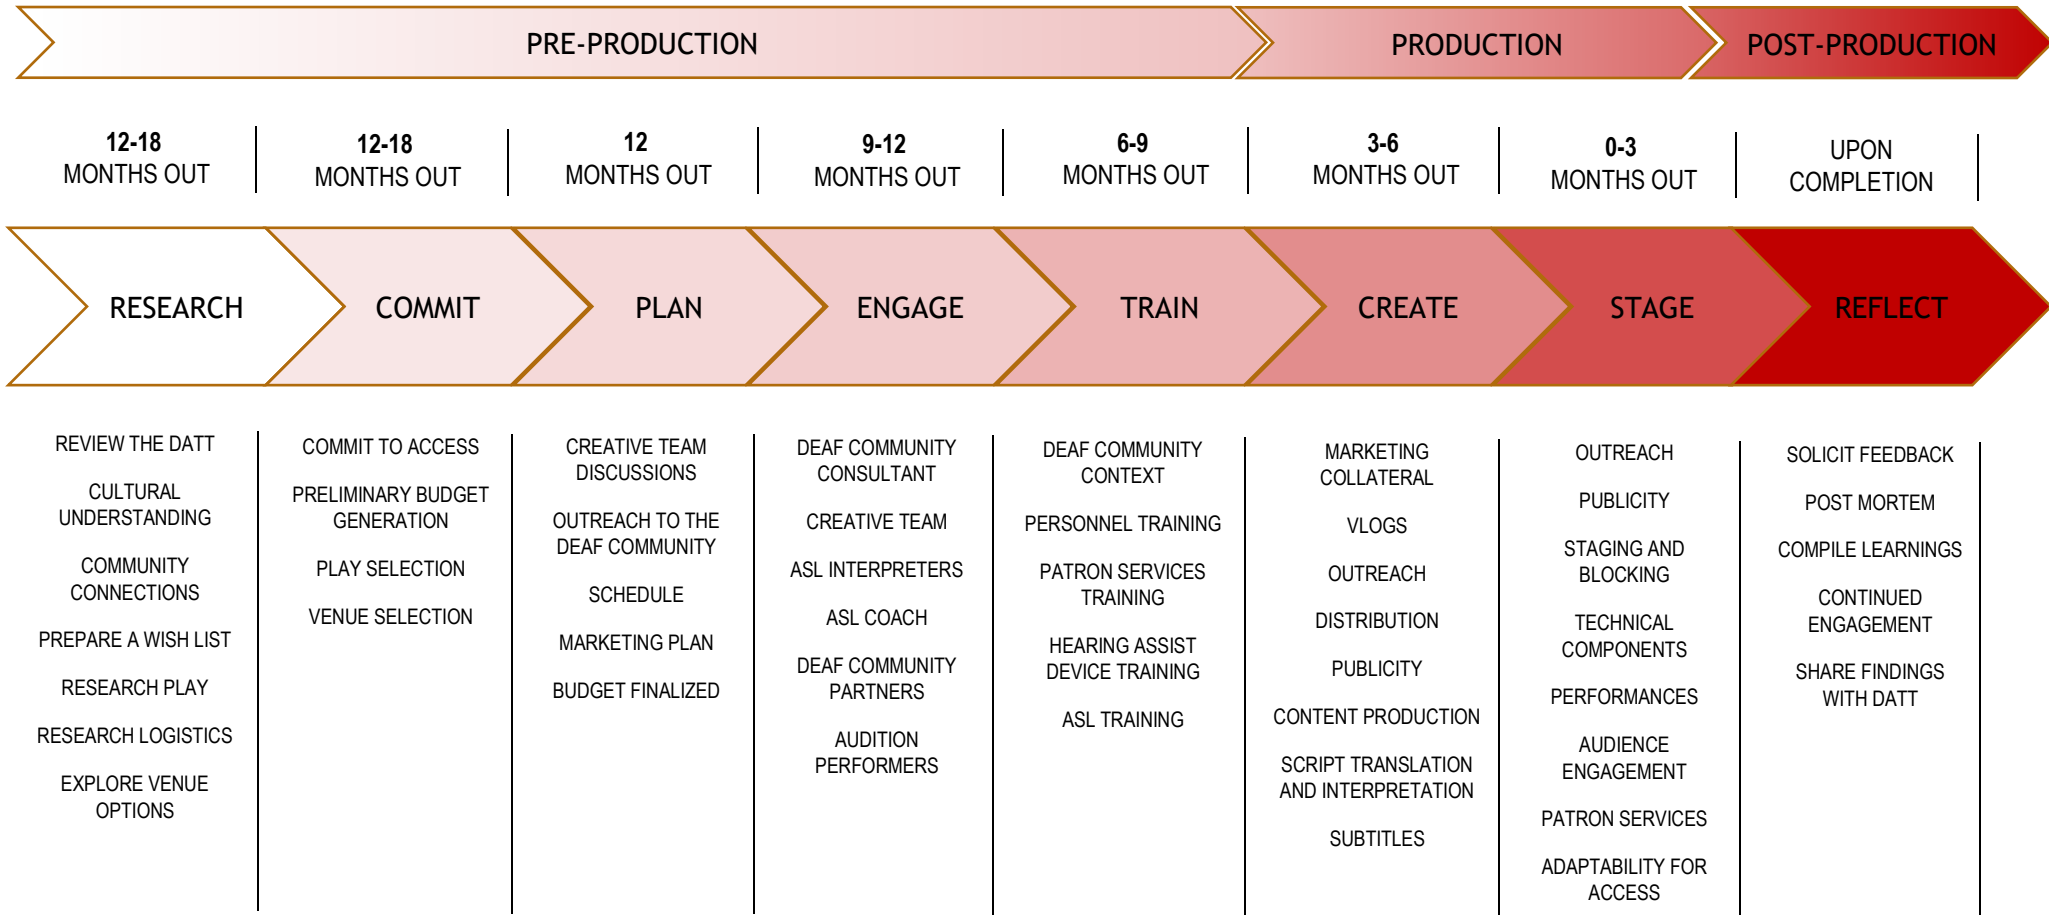 PRE-PRODUCTION
PRODUCTION
POST-PRODUCTION
12-18
MONTHS OUT
12-18
MONTHS OUT
12
MONTHS OUT
9-12
MONTHS OUT
6-9
MONTHS OUT
3-6
MONTHS OUT
0-3
MONTHS OUT
UPON
COMPLETION
RESEARCH
COMMIT
PLAN
ENGAGE
TRAIN
CREATE
STAGE
REFLECT
REVIEW THE DATT
CULTURAL
UNDERSTANDING
COMMUNITY
CONNECTIONS
PREPARE A WISH LIST
RESEARCH PLAY
RESEARCH LOGISTICS
EXPLORE VENUE
OPTIONS
COMMIT TO ACCESS
PRELIMINARY BUDGET
GENERATION
PLAY SELECTION
VENUE SELECTION
CREATIVE TEAM
DISCUSSIONS
OUTREACH TO THE
DEAF COMMUNITY
SCHEDULE
MARKETING PLAN
BUDGET FINALIZED
DEAF COMMUNITY
CONSULTANT
CREATIVE TEAM
ASL INTERPRETERS
ASL COACH
DEAF COMMUNITY
PARTNERS
AUDITION
PERFORMERS
DEAF COMMUNITY
CONTEXT
PERSONNEL TRAINING
PATRON SERVICES
TRAINING
HEARING ASSIST
DEVICE TRAINING
ASL TRAINING
MARKETING
COLLATERAL
VLOGS
OUTREACH
DISTRIBUTION
PUBLICITY
CONTENT PRODUCTION
SCRIPT TRANSLATION
AND INTERPRETATION
SUBTITLES
OUTREACH
PUBLICITY
STAGING AND
BLOCKING
TECHNICAL
COMPONENTS
PERFORMANCES
AUDIENCE
ENGAGEMENT
PATRON SERVICES
ADAPTABILITY FOR
ACCESS
SOLICIT FEEDBACK
POST MORTEM
COMPILE LEARNINGS
CONTINUED
ENGAGEMENT
SHARE FINDINGS
WITH DATT